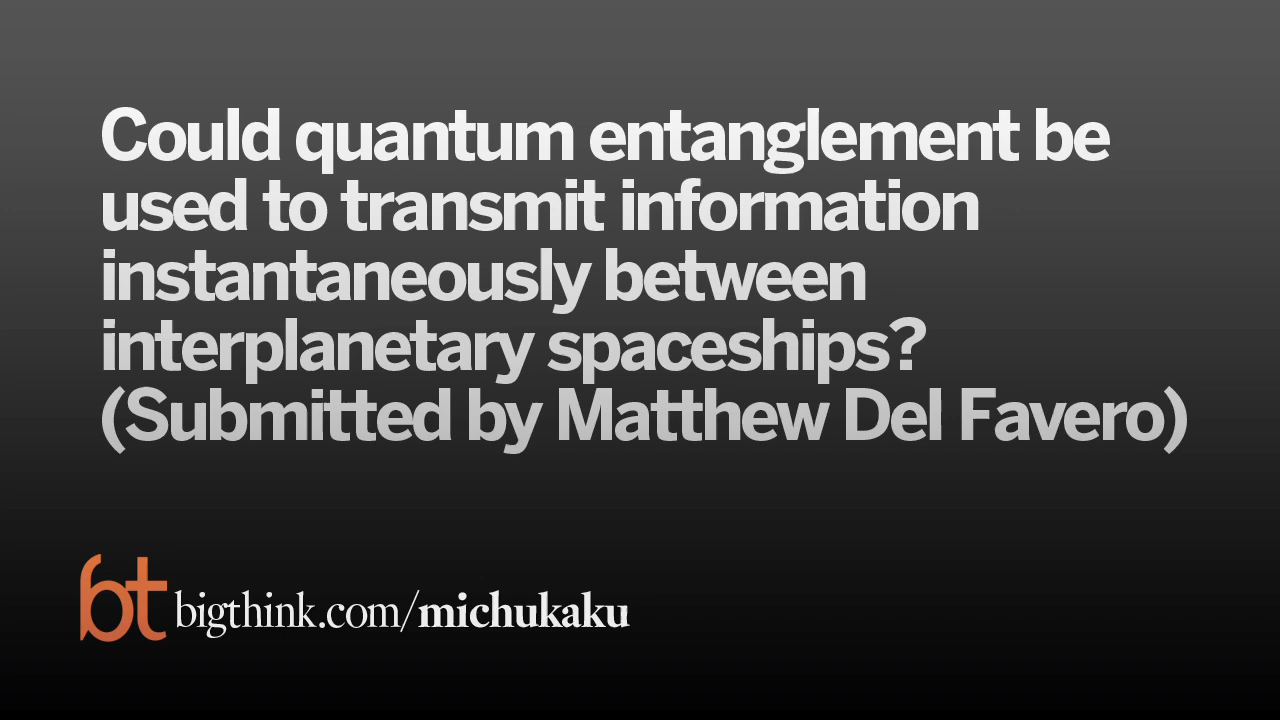 Could quantum entanglement be
used to transmit information
instantaneously between
interplanetary spaceships?
(Submitted by Matthew Del Favero)
bt bigthink.com/michukaku